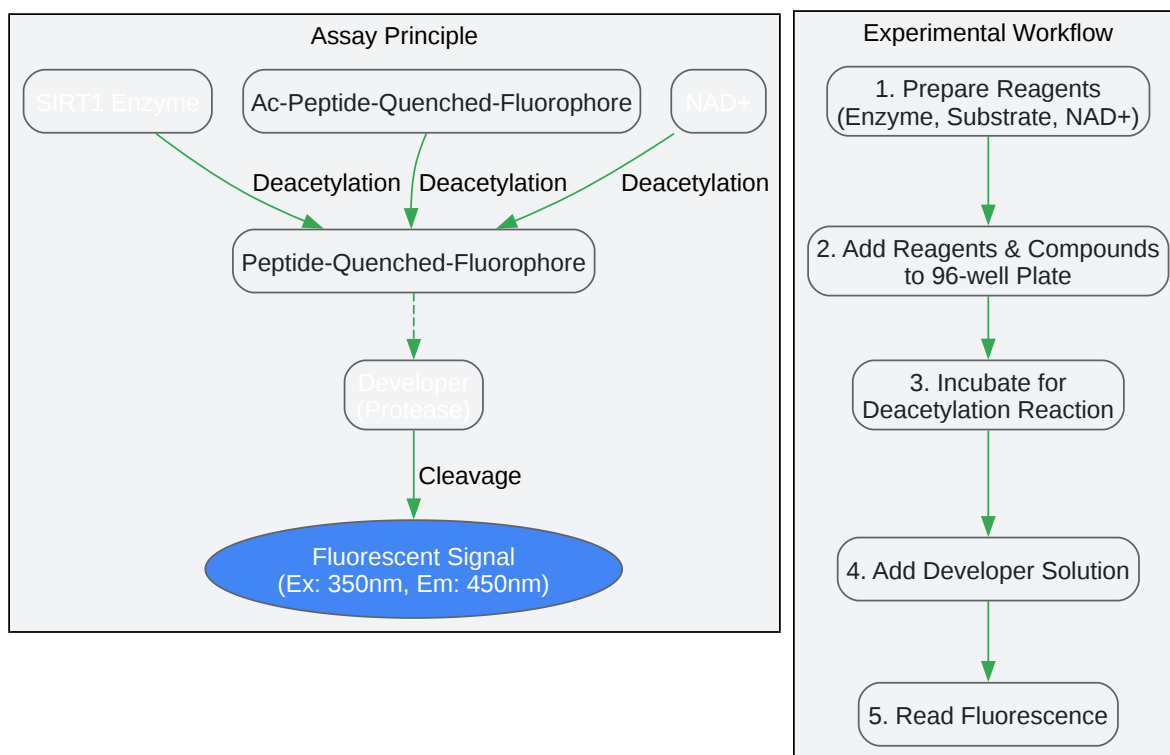 Assay Principle
SIRT1 Enzyme
Ac-Peptide-Quenched-Fluorophore
NAD+
Deacetylation
Deacetylation
Deacetylation
Peptide-Quenched-Fluorophore
Developer
(Protease)
Cleavage
Fluorescent Signal
(Ex: 350nm, Em: 450nm)
Experimental Workflow
1. Prepare Reagents
(Enzyme, Substrate, NAD+)
2. Add Reagents & Compounds
to 96-well Plate
3. Incubate for
Deacetylation Reaction
4. Add Developer Solution
5. Read Fluorescence